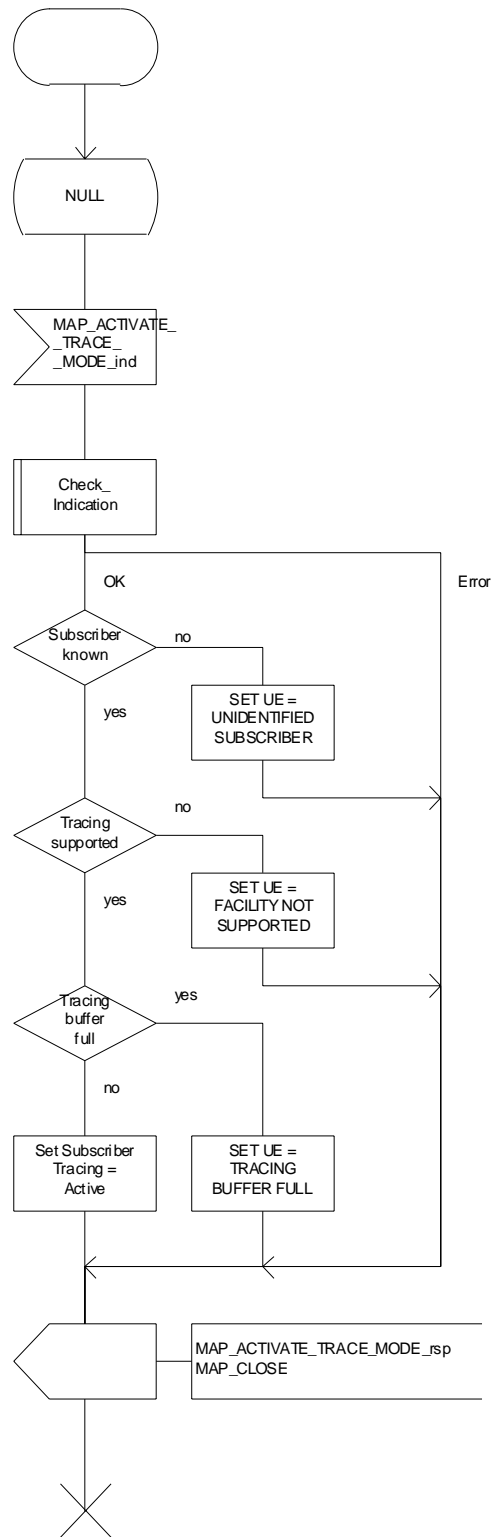 NULL
MAP_ACTIVATE_
_TRACE_
_MODE_ind
Check_
Indication
OK
Error
Subscriber
known
no
yes
SET UE =
UNIDENTIFIED
SUBSCRIBER
Tracing
supported
no
yes
SET UE =
FACILITY NOT
SUPPORTED
Tracing
buffer
full
yes
no
Set Subscriber
Tracing =
Active
SET UE =
TRACING
BUFFER FULL
MAP_ACTIVATE_TRACE_MODE_rsp
MAP_CLOSE